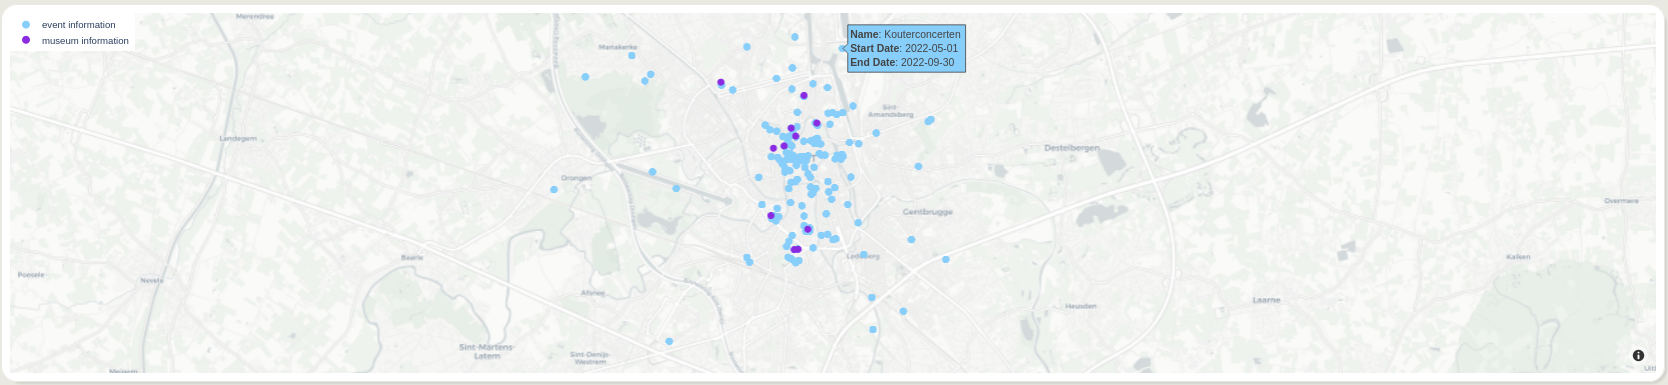 Merendree
event information
museum information
Mariakerke
Name: Kouterconcerten
Start Date: 2022-05-01
End Date: 2022-09-30
Sint-
Amandsberg
Landegem
Destelbergen
Drongen
Gentbrugge
Overmere
Baarle
Kalken
Poesele
Nevele
Afsnee
Laarne
Heusden
Sint-Martens-
Latem
Sint-Denijs-
Westrem